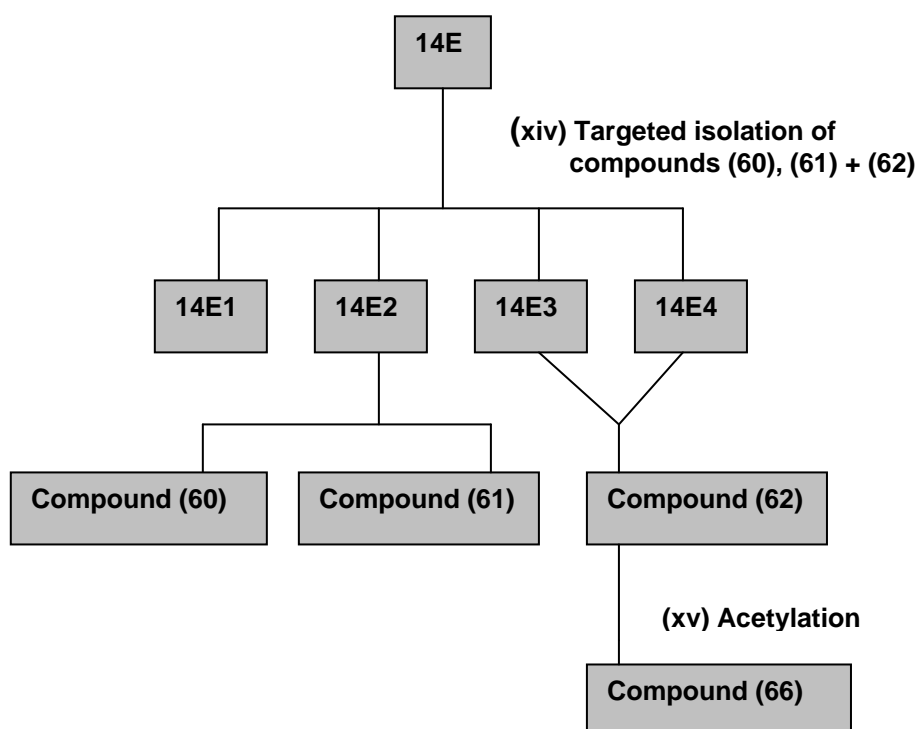 14E
(xiv) Targeted isolation of
compounds (60), (61) + (62)
14E1
14E2
14E3
14E4
Compound (60)
Compound (61)
Compound (62)
(xv) Acetylation
Compound (66)